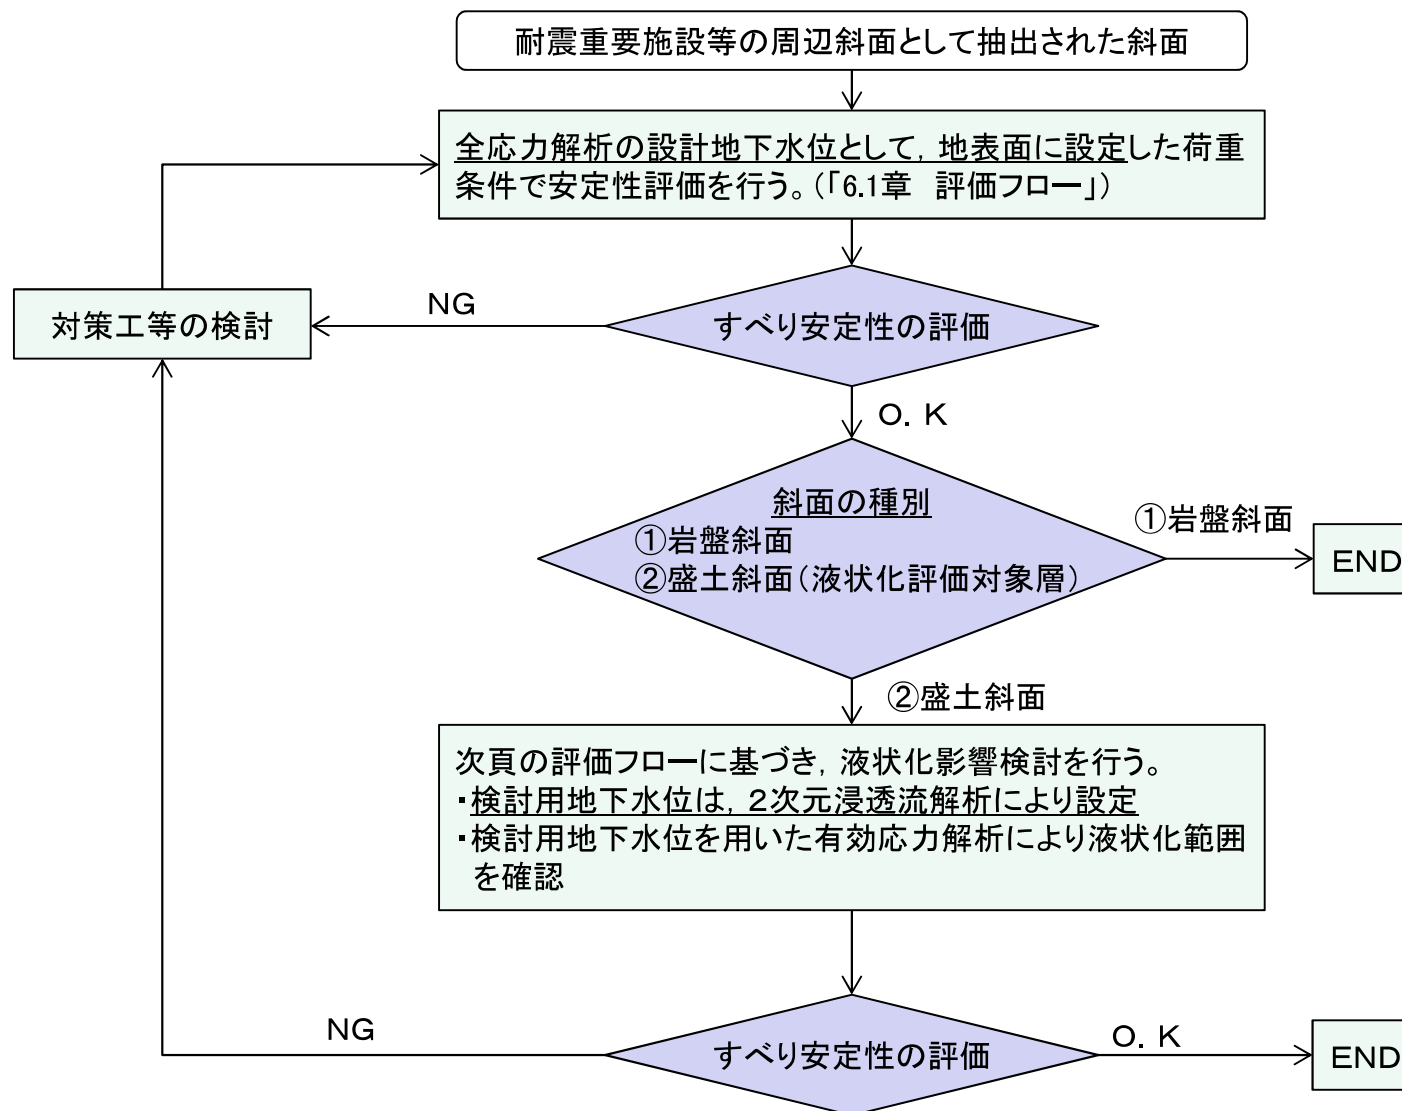 耐震重要施設等の周辺斜面として抽出された斜面
全応力解析の設計地下水位として，地表面に設定した荷重
条件で安定性評価を行う。（「6.1章　評価フロー」）
対策工等の検討
NG
すべり安定性の評価
O．K
斜面の種別
①岩盤斜面
②盛土斜面（液状化評価対象層）
①岩盤斜面
END
②盛土斜面
次頁の評価フローに基づき，液状化影響検討を行う。
・検討用地下水位は，２次元浸透流解析により設定
・検討用地下水位を用いた有効応力解析により液状化範囲
を確認
NG
すべり安定性の評価
O．K
END